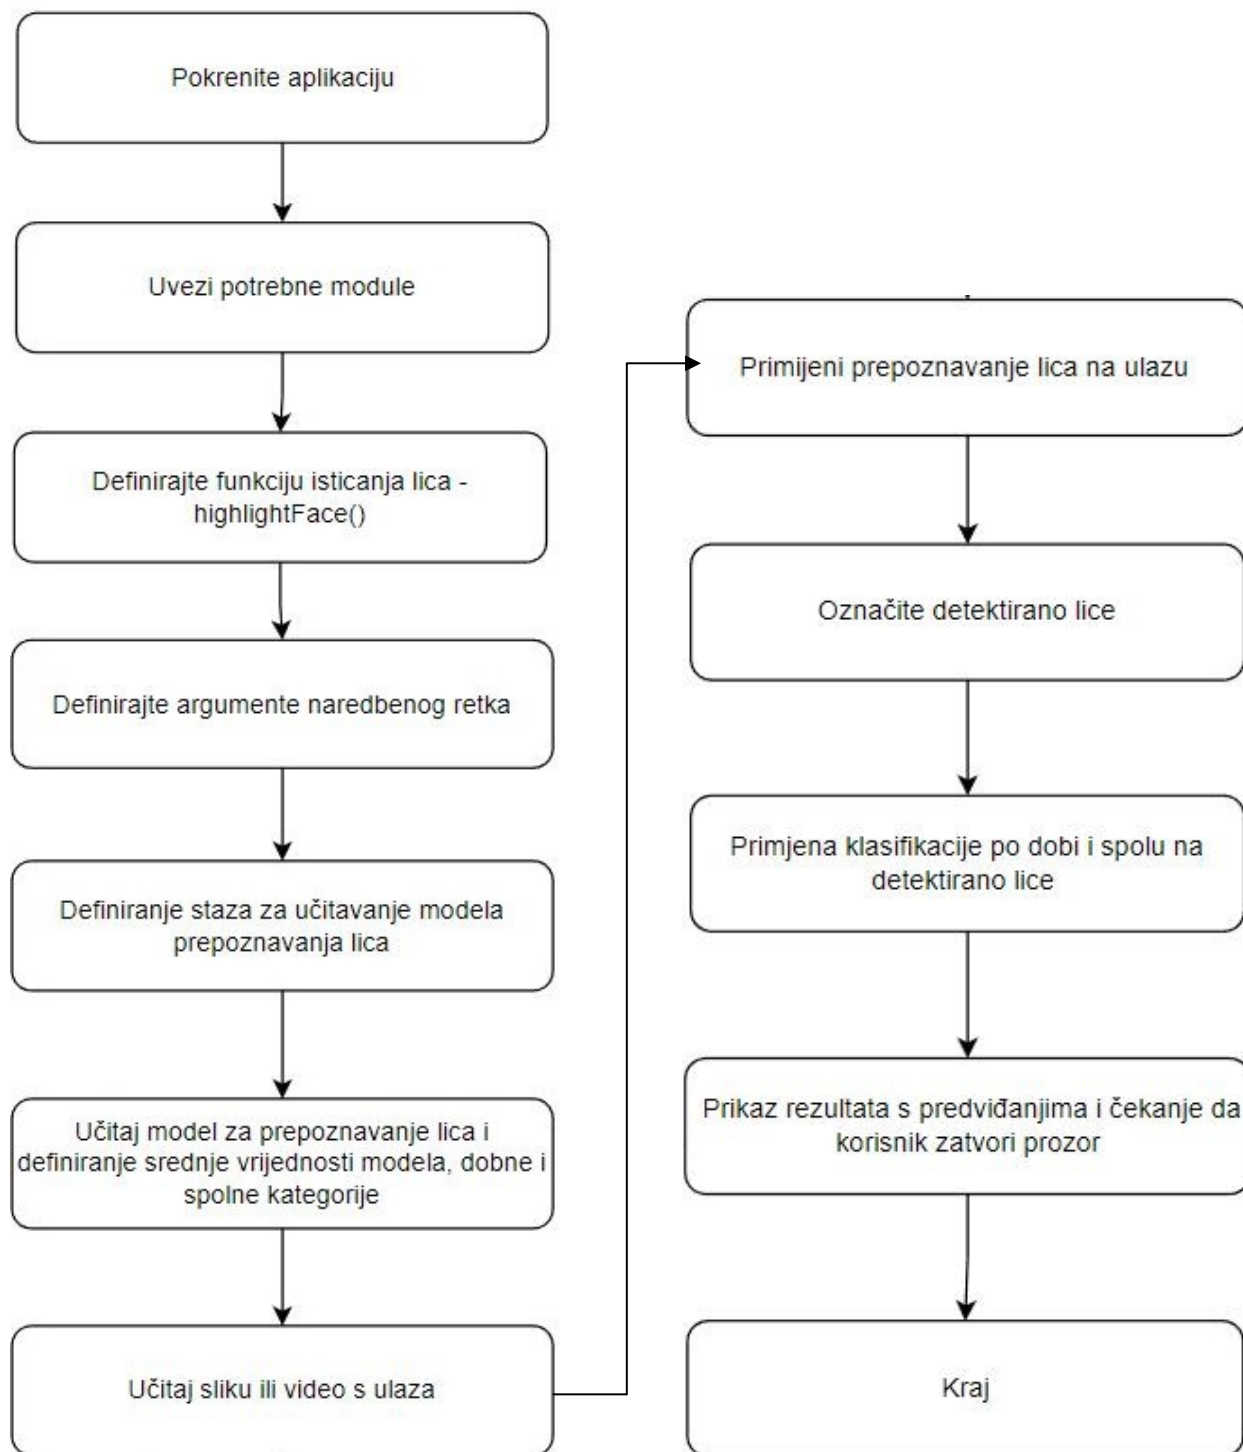 Pokrenite aplikaciju
Uvezi potrebne module
Definirajte funkciju isticanja lica -
highlightFace()
Definirajte argumente naredbenog retka
Definiranje staza za učitavanje modela
prepoznavanja lica
Učitaj model za prepoznavanje lica i
definiranje srednje vrijednosti modela, dobne i
spolne kategorije
Učitaj sliku ili video s ulaza
Primijeni prepoznavanje lica na ulazu
Označite detektirano lice
Primjena klasifikacije po dobi i spolu na
detektirano lice
Prikaz rezultata s predviđanjima i čekanje da
korisnik zatvori prozor
Kraj